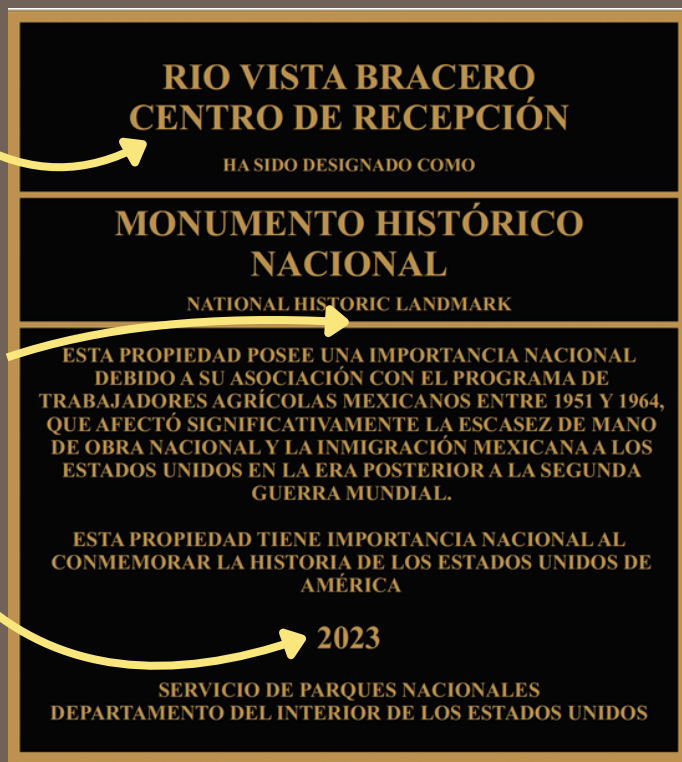 RIO VISTA BRACERO
CENTRO DE RECEPCIÓN
HA SIDO DESIGNADO COMO
MONUMENTO HISTÓRICO
NACIONAL
NATIONAL HISTORIC LANDMARK
ESTA PROPIEDAD POSEE UNA IMPORTANCIA NACIONAL
DEBIDO A SU ASOCIACIÓN CON EL PROGRAMA DE
TRABAJADORES AGRÍCOLAS MEXICANOS ENTRE 1951 Y 1964,
QUE AFECTÓ SIGNIFICATIVAMENTE LA ESCASEZ DE MANO
DE OBRA NACIONAL Y LA INMIGRACIÓN MEXICANA A LOS
ESTADOS UNIDOS EN LA ERA POSTERIOR A LA SEGUNDA
GUERRA MUNDIAL.
ESTA PROPIEDAD TIENE IMPORTANCIA NACIONAL AL
CONMEMORAR LA HISTORIA DE LOS ESTADOS UNIDOS DE
AMÉRICA
2023
SERVICIO DE PARQUES NACIONALES
DEPARTAMENTO DEL INTERIOR DE LOS ESTADOS UNIDOS